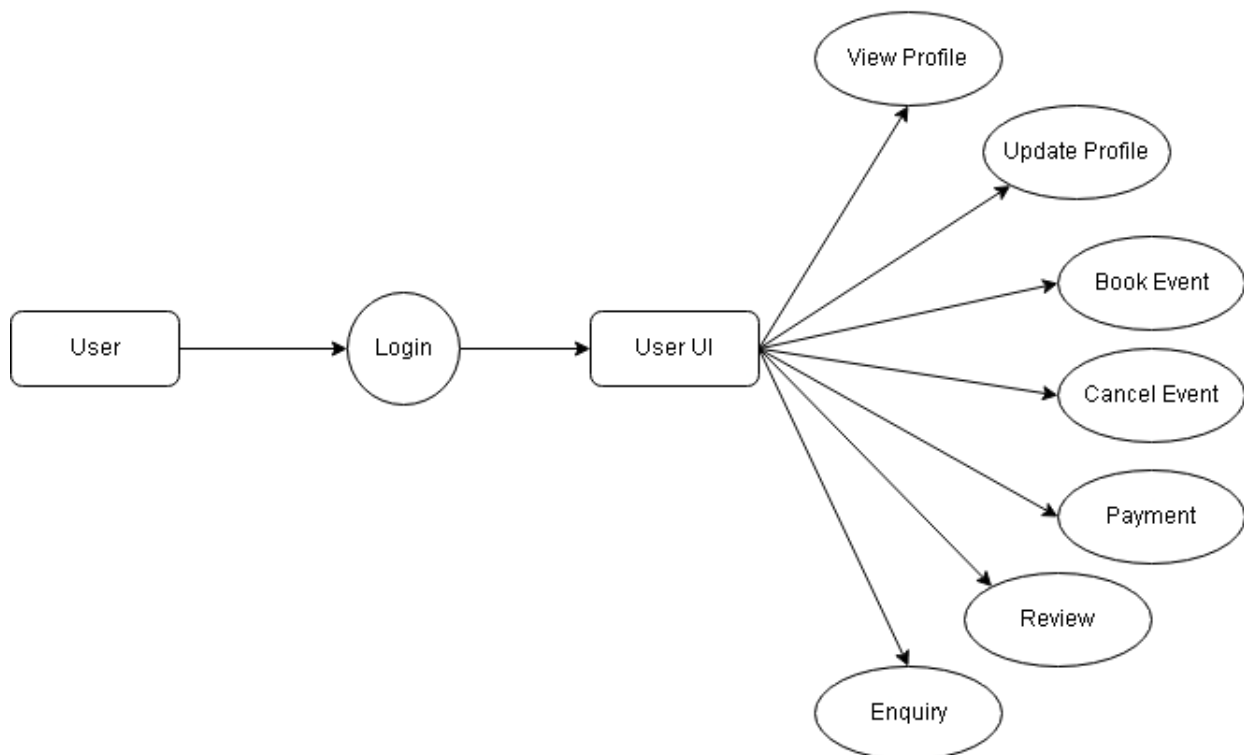 View Profile
Update Profile
Book Event
User
Login
User UI
Cancel Event
Payment
Review
Enquiry